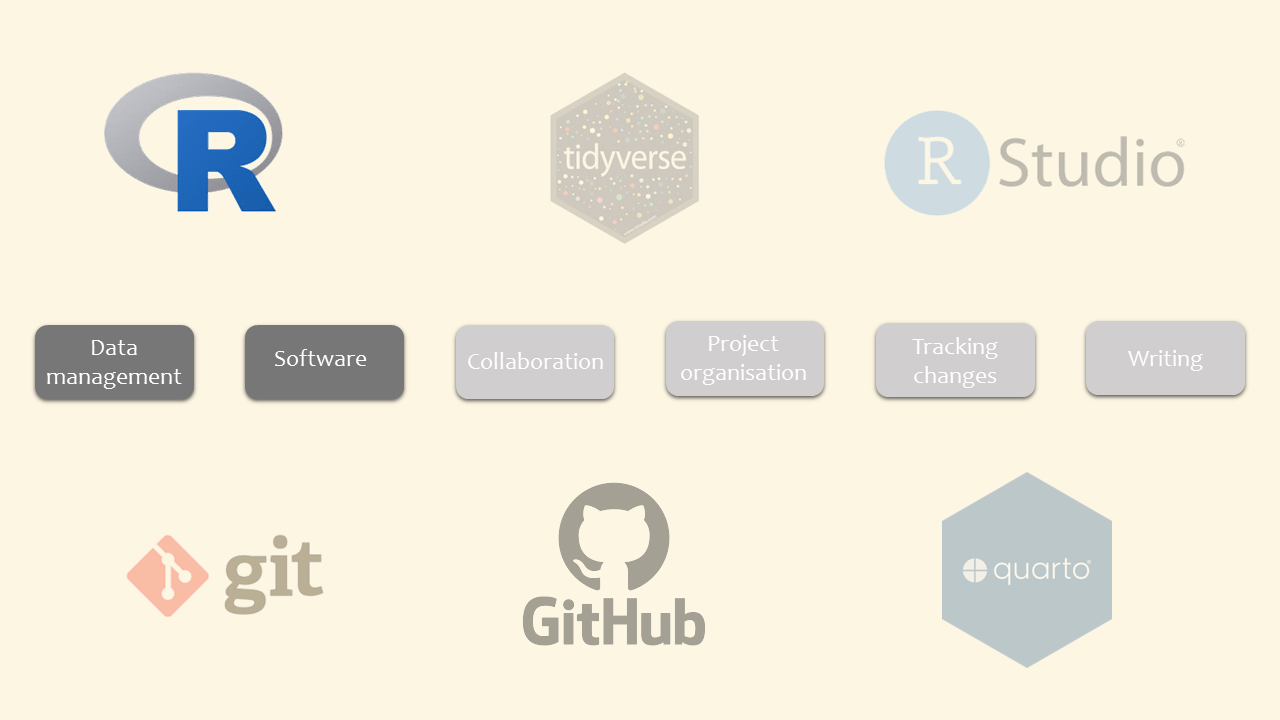 R
tidyverse
R Studio®
Data
management
Software
Collaboration
Project
organisation
Tracking
changes
Writing
git
GitHub
quarto®